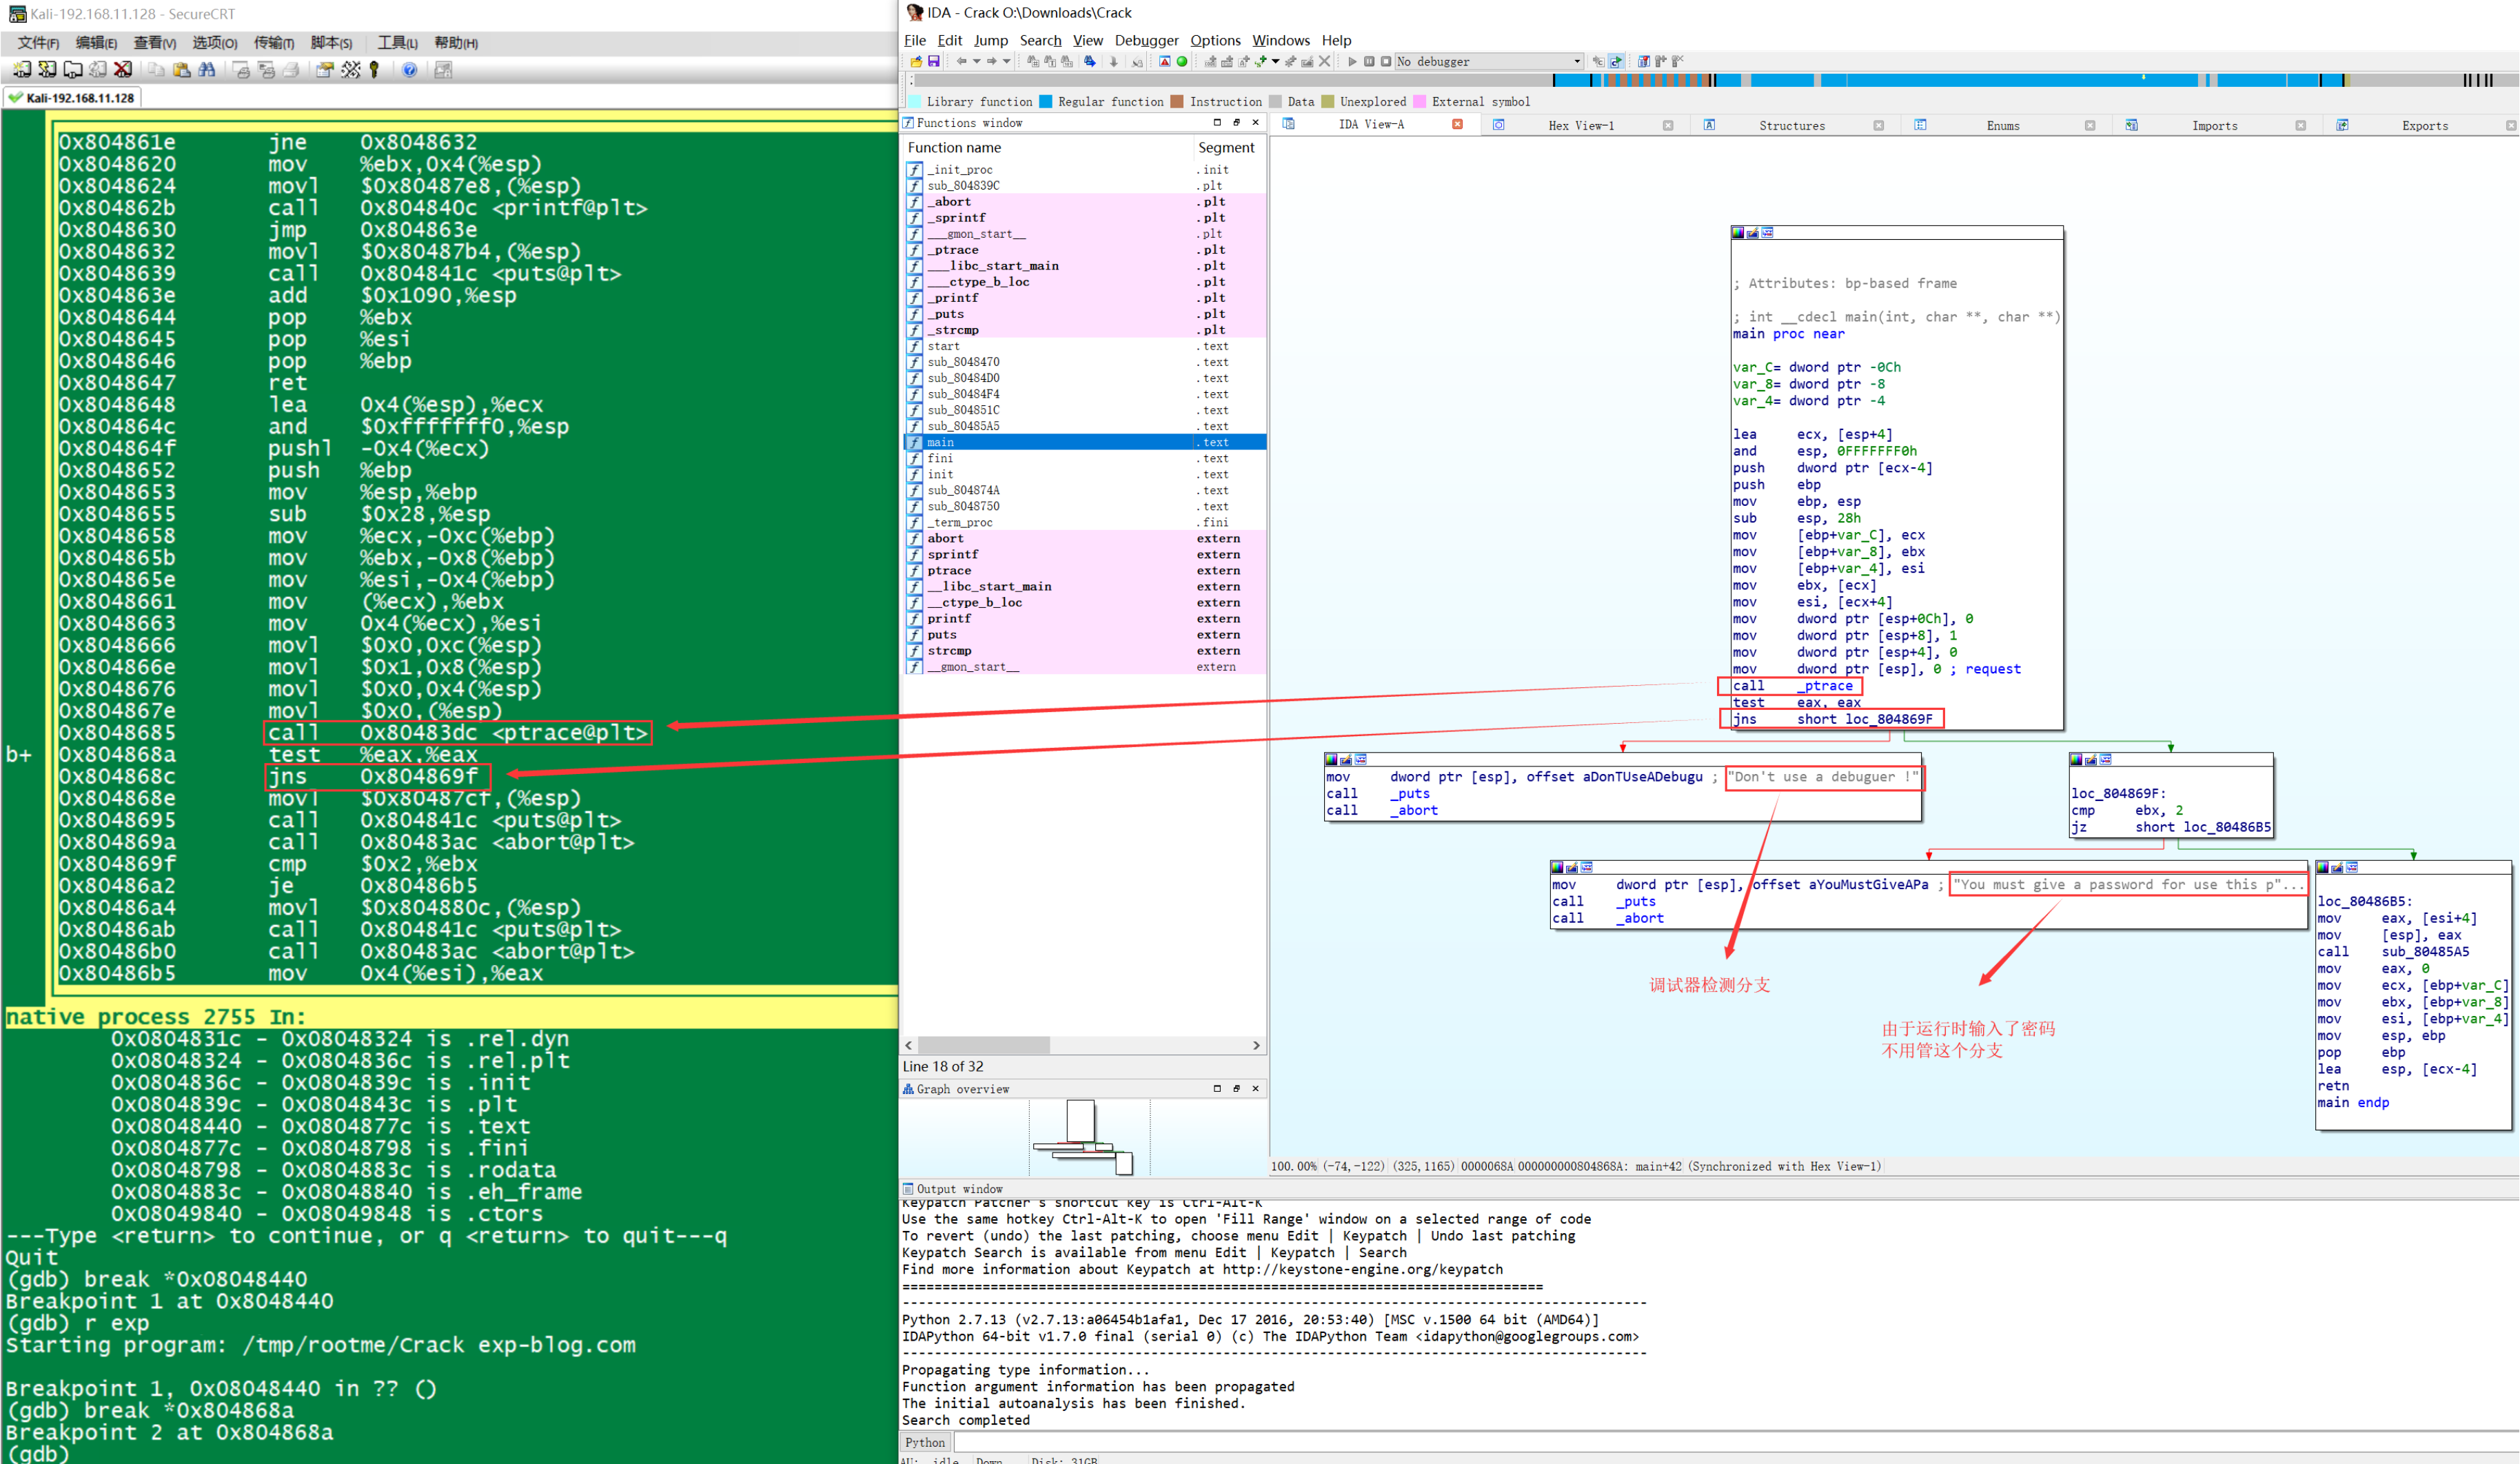 Kali-192.168.11.128 - SecureCRT
文件(F) 编辑(E) 查看(V) 选项(O) 传输(T) 脚本(S) 工具(L) 帮助(H)
Kali-192.168.11.128
0x804861e jne 0x8048632
0x8048620 mov %ebx,0x4(%esp)
0x8048624 movl $0x80487e8,(%esp)
0x804862b call 0x804840c <printf@plt>
0x8048630 jmp 0x804863e
0x8048632 movl $0x80487b4,(%esp)
0x8048639 call 0x804841c <puts@plt>
0x804863e add $0x1090,%esp
0x8048644 pop %ebx
0x8048645 pop %esi
0x8048646 pop %ebp
0x8048647 ret
0x8048648 lea 0x4(%esp),%ecx
0x804864c and $0xfffffff0,%esp
0x804864f pushl -0x4(%ecx)
0x8048652 push %ebp
0x8048653 mov %esp,%ebp
0x8048655 sub $0x28,%esp
0x8048658 mov %ecx,-0xc(%ebp)
0x804865b mov %ebx,-0x8(%ebp)
0x804865e mov %esi,-0x4(%ebp)
0x8048661 mov (%ecx),%ebx
0x8048663 mov 0x4(%ecx),%esi
0x8048666 movl $0x0,0xc(%esp)
0x804866e movl $0x1,0x8(%esp)
0x8048676 movl $0x0,0x4(%esp)
0x804867e movl $0x0,(%esp)
0x8048685 call 0x80483dc <ptrace@plt>
b+ 0x804868a test %eax,%eax
0x804868c jns 0x804869f
0x804868e movl $0x80487cf,(%esp)
0x8048695 call 0x804841c <puts@plt>
0x804869a call 0x80483ac <abort@plt>
0x804869f cmp $0x2,%ebx
0x80486a2 je 0x80486b5
0x80486a4 movl $0x804880c,(%esp)
0x80486ab call 0x804841c <puts@plt>
0x80486b0 call 0x80483ac <abort@plt>
0x80486b5 mov 0x4(%esi),%eax
native process 2755 In:
0x0804831c - 0x08048324 is .rel.dyn
0x08048324 - 0x0804836c is .rel.plt
0x0804836c - 0x0804839c is .init
0x0804839c - 0x0804843c is .plt
0x08048440 - 0x0804877c is .text
0x0804877c - 0x08048798 is .fini
0x08048798 - 0x0804883c is .rodata
0x0804883c - 0x08048840 is .eh_frame
0x08049840 - 0x08049848 is .ctors
---Type <return> to continue, or q <return> to quit---q
Quit
(gdb) break *0x08048440
Breakpoint 1 at 0x8048440
(gdb) r exp
Starting program: /tmp/rootme/Crack exp-blog.com
Breakpoint 1, 0x08048440 in ?? ()
(gdb) break *0x804868a
Breakpoint 2 at 0x804868a
(gdb)
IDA - Crack O:\Downloads\Crack
File Edit Jump Search View Debugger Options Windows Help
No debugger
Library function Regular function Instruction Data Unexplored External symbol
Functions window
Function name Segment
_init_proc .init
sub_804839C .plt
_abort .plt
_sprintf .plt
___gmon_start__ .plt
_ptrace .plt
___libc_start_main .plt
___ctype_b_loc .plt
_printf .plt
_puts .plt
_strcmp .plt
start .text
sub_8048470 .text
sub_80484D0 .text
sub_80484F4 .text
sub_804851C .text
sub_80485A5 .text
main .text
fini .text
init .text
sub_804874A .text
sub_8048750 .text
_term_proc .fini
abort extern
sprintf extern
ptrace extern
__libc_start_main extern
__ctype_b_loc extern
printf extern
puts extern
strcmp extern
__gmon_start__ extern
Line 18 of 32
Graph overview
IDA View-A Hex View-1 Structures Enums Imports Exports
; Attributes: bp-based frame
; int __cdecl main(int, char **, char **)
main proc near
var_C= dword ptr -0Ch
var_8= dword ptr -8
var_4= dword ptr -4
lea ecx, [esp+4]
and esp, 0FFFFFFF0h
push dword ptr [ecx-4]
push ebp
mov ebp, esp
sub esp, 28h
mov [ebp+var_C], ecx
mov [ebp+var_8], ebx
mov [ebp+var_4], esi
mov ebx, [ecx]
mov esi, [ecx+4]
mov dword ptr [esp+0Ch], 0
mov dword ptr [esp+8], 1
mov dword ptr [esp+4], 0
mov dword ptr [esp], 0 ; request
call _ptrace
test eax, eax
jns short loc_804869F
mov dword ptr [esp], offset aDonTUseADebugu ; "Don't use a debuguer !"
call _puts
call _abort
loc_804869F:
cmp ebx, 2
jz short loc_80486B5
mov dword ptr [esp], offset aYouMustGiveAPa ; "You must give a password for use this p"...
call _puts
call _abort
loc_80486B5:
mov eax, [esi+4]
mov [esp], eax
call sub_80485A5
mov eax, 0
mov ecx, [ebp+var_C]
mov ebx, [ebp+var_8]
mov esi, [ebp+var_4]
mov esp, ebp
pop ebp
lea esp, [ecx-4]
retn
main endp
调试器检测分支
由于运行时输入了密码
不用管这个分支
100.00% (-74,-122) (325,1165) 0000068A 000000000804868A: main+42 (Synchronized with Hex View-1)
Output window
Keypatch Patcher's shortcut key is Ctrl-Alt-K
Use the same hotkey Ctrl-Alt-K to open 'Fill Range' window on a selected range of code
To revert (undo) the last patching, choose menu Edit | Keypatch | Undo last patching
Keypatch Search is available from menu Edit | Keypatch | Search
Find more information about Keypatch at http://keystone-engine.org/keypatch
Python 2.7.13 (v2.7.13:a06454b1afa1, Dec 17 2016, 20:53:40) [MSC v.1500 64 bit (AMD64)]
IDAPython 64-bit v1.7.0 final (serial 0) (c) The IDAPython Team <idapython@googlegroups.com>
Propagating type information...
Function argument information has been propagated
The initial autoanalysis has been finished.
Search completed
Python
AU: idle Down Disk: 31GB